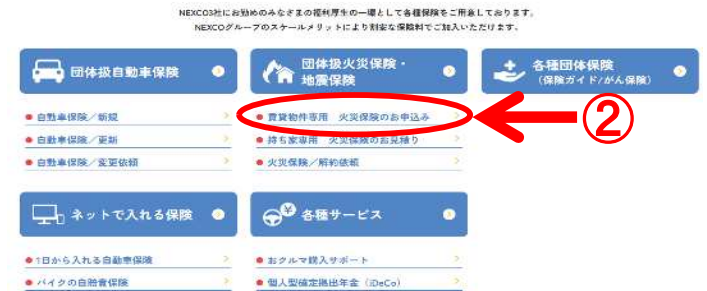 NEXCO3社にお勤めのみなさまの福利厚生の一環として各種保険をご用意しております。
NEXCOグループのスケールメリットにより割安な保険料でご加入いただけます。
団体扱自動車保険
団体扱火災保険・
地震保険
各種団体保険
(保険ガイド/がん保険)
自動車保険/新規
賃貸物件専用 火災保険のお申込み
②
自動車保険/更新
持ち家専用 火災保険のお見積り
自動車保険/変更依頼
火災保険/解約依頼
ネットで入れる保険
各種サービス
1日から入れる自動車保険
おクルマ購入サポート
バイクの自賠責保険
個人型確定拠出年金(iDeCo)